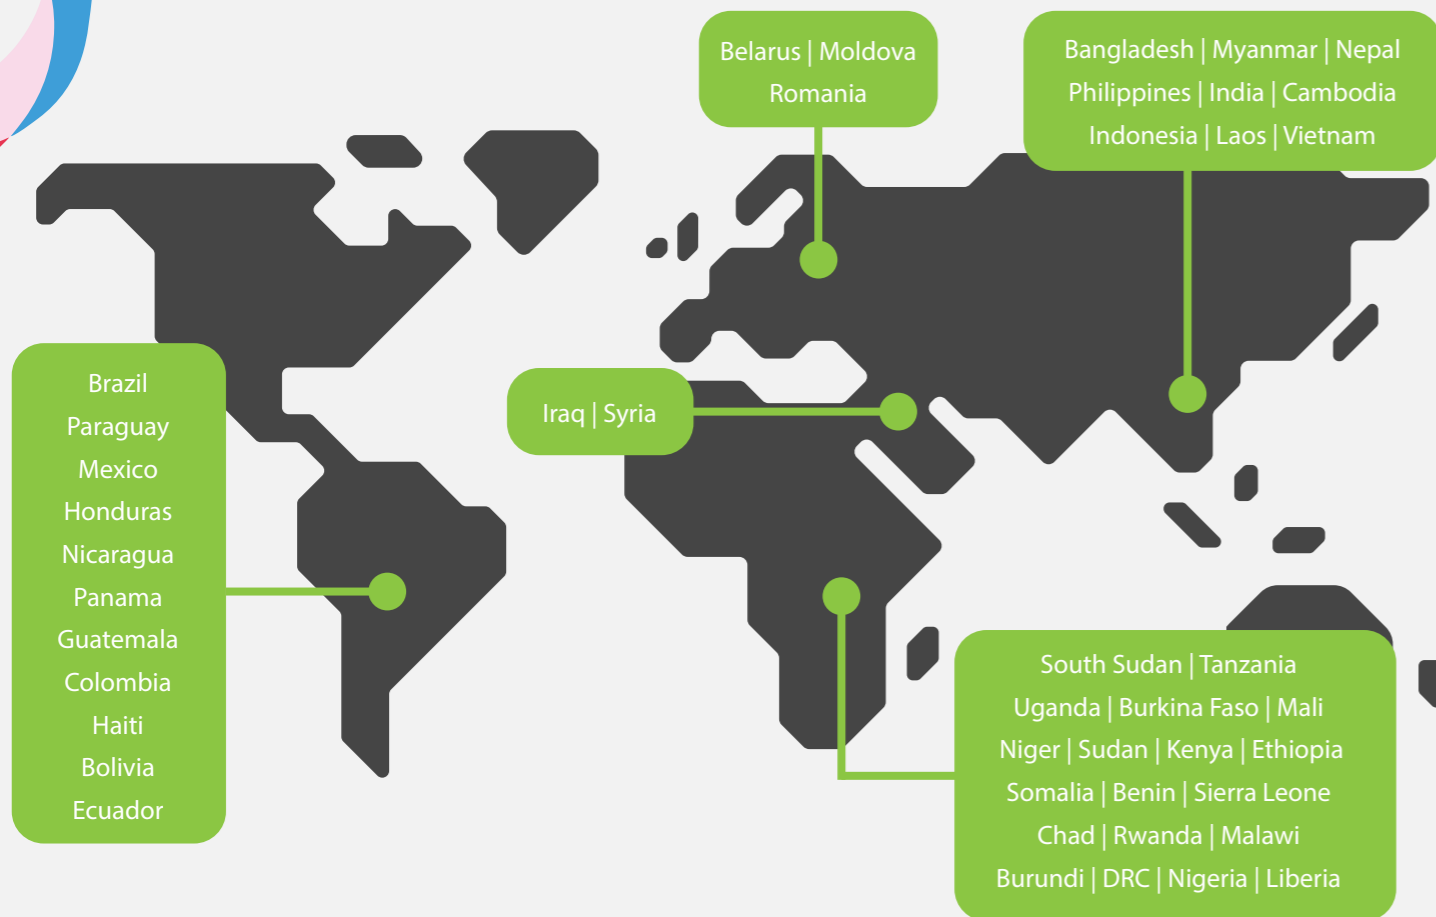 Belarus | Moldova
Romania
Bangladesh | Myanmar | Nepal
Philippines | India | Cambodia
Indonesia | Laos | Vietnam
Brazil
Paraguay
Mexico
Honduras
Nicaragua
Panama
Guatemala
Colombia
Haiti
Bolivia
Ecuador
Iraq | Syria
South Sudan | Tanzania
Uganda | Burkina Faso | Mali
Niger | Sudan | Kenya | Ethiopia
Somalia | Benin | Sierra Leone
Chad | Rwanda | Malawi
Burundi | DRC | Nigeria | Liberia